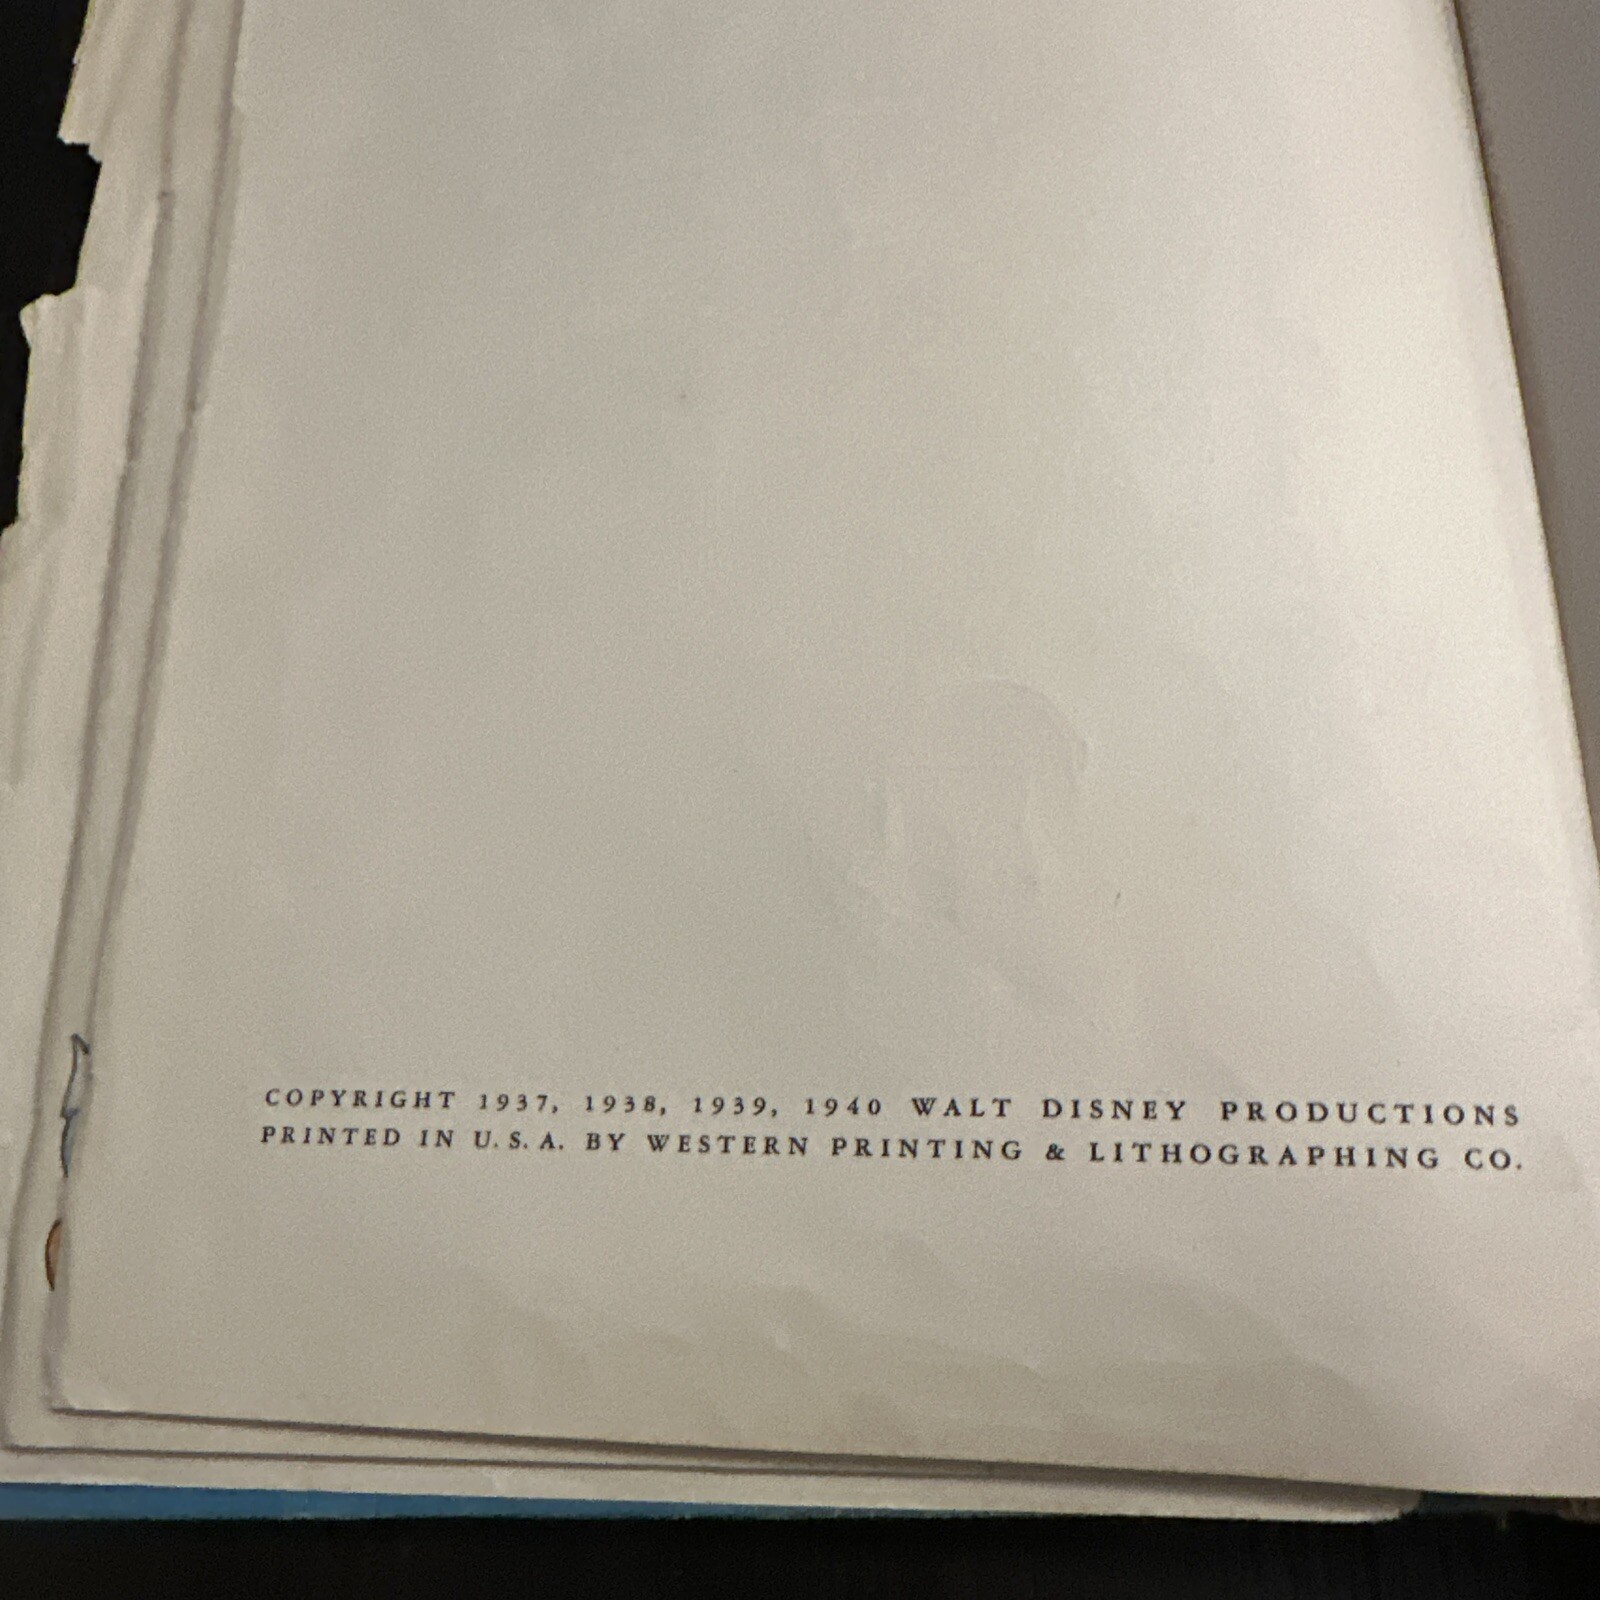 COPYRIGHT 1937, 1938, 1939, 1940 WALT DISNEY PRODUCTIONS
PRINTED IN U.S.A. BY WESTERN PRINTING & LITHOGRAPHING CO.